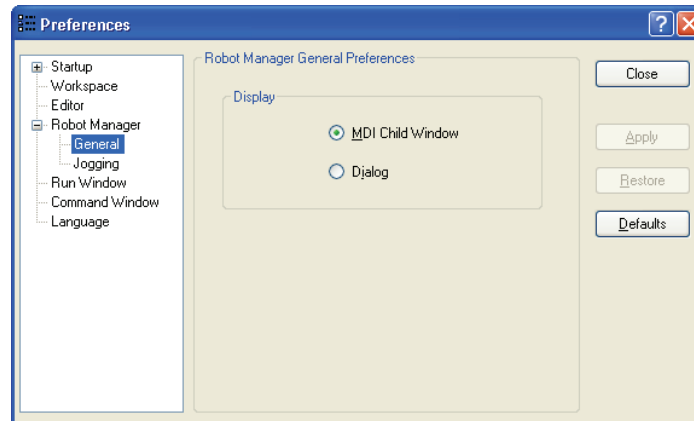 Preferences
Startup
Workspace
Editor
Robot Manager
General
Jogging
Run Window
Command Window
Language
Robot Manager General Preferences
Display
MDI Child Window
Dialog
Close
Apply
Restore
Defaults